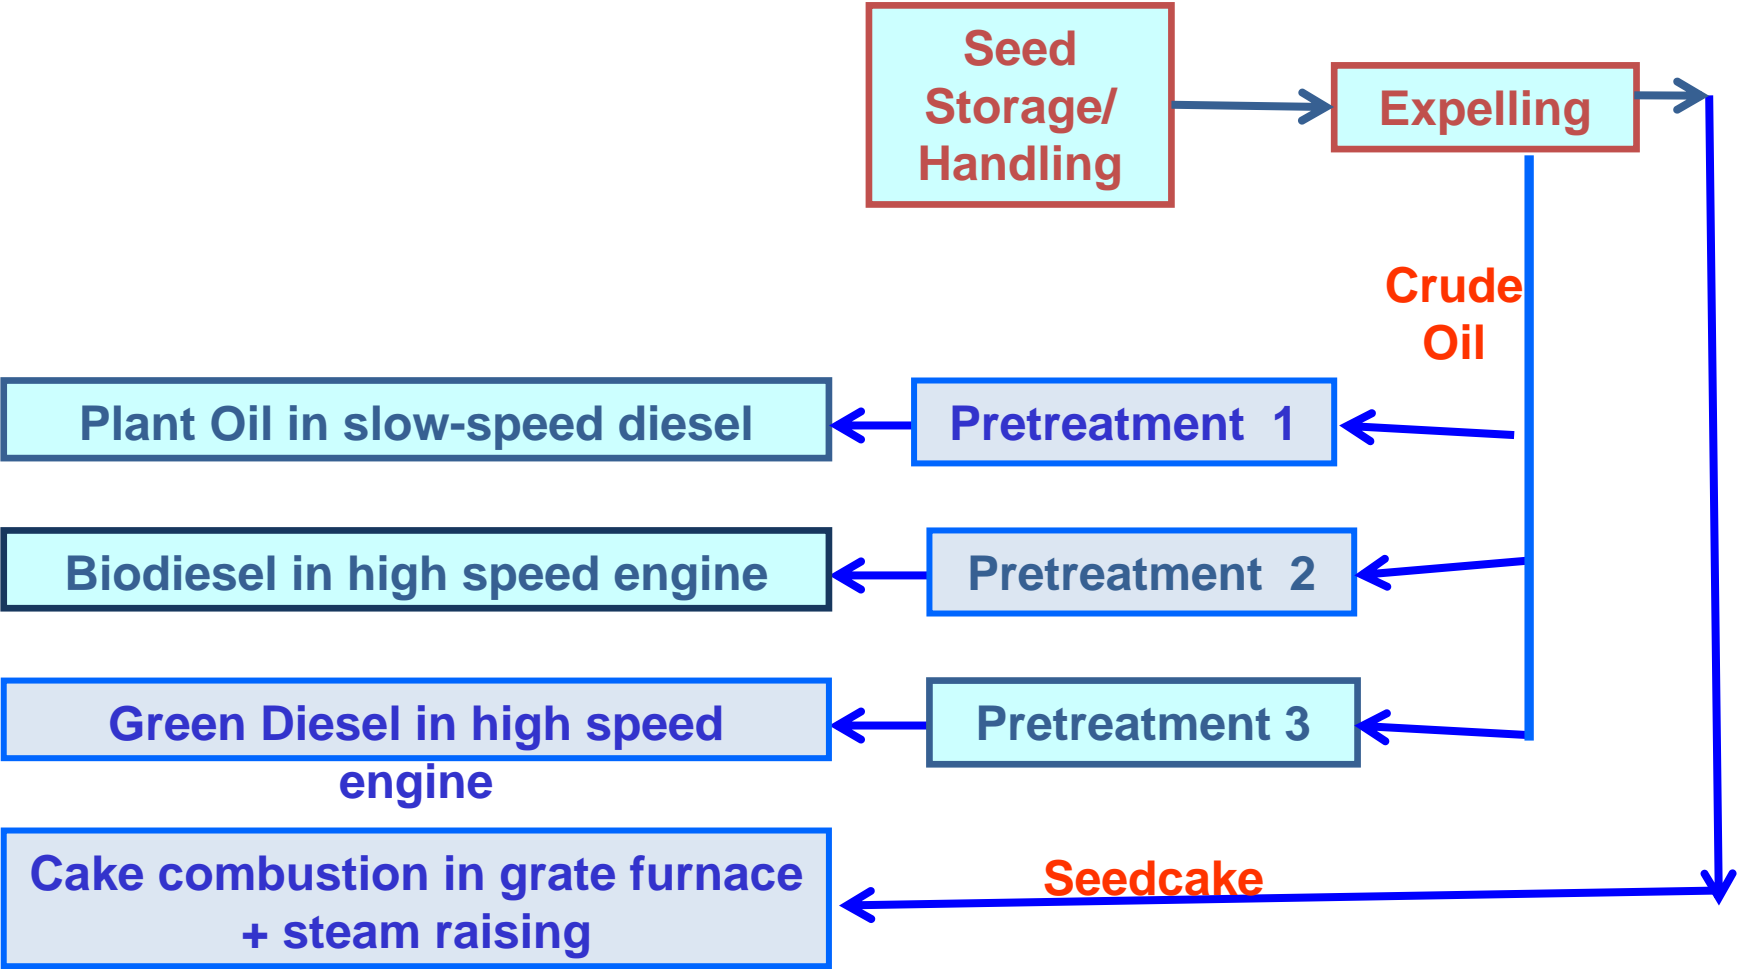 Seed
Storage/
Handling
Expelling
Crude
Oil
Plant Oil in slow-speed diesel
Pretreatment  1
Biodiesel in high speed engine
Pretreatment  2
Green Diesel in high speed
engine
Pretreatment 3
Cake combustion in grate furnace
+ steam raising
Seedcake